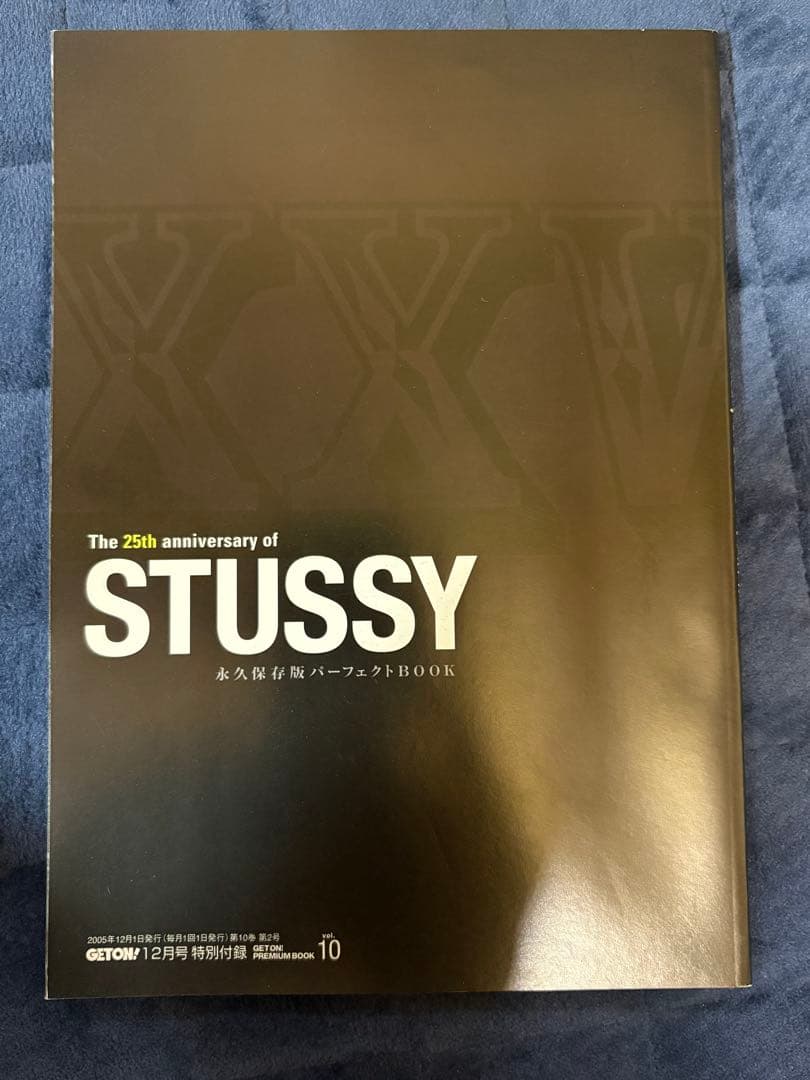 XXV
The 25th anniversary of
STUSSY
永久保存版パーフェクトBOOK
2005年12月1日発行（毎月1回1日発行）第10巻 第2号
GETON! 12月号 特別付録 GET ON! PREMIUM BOOK vol. 10